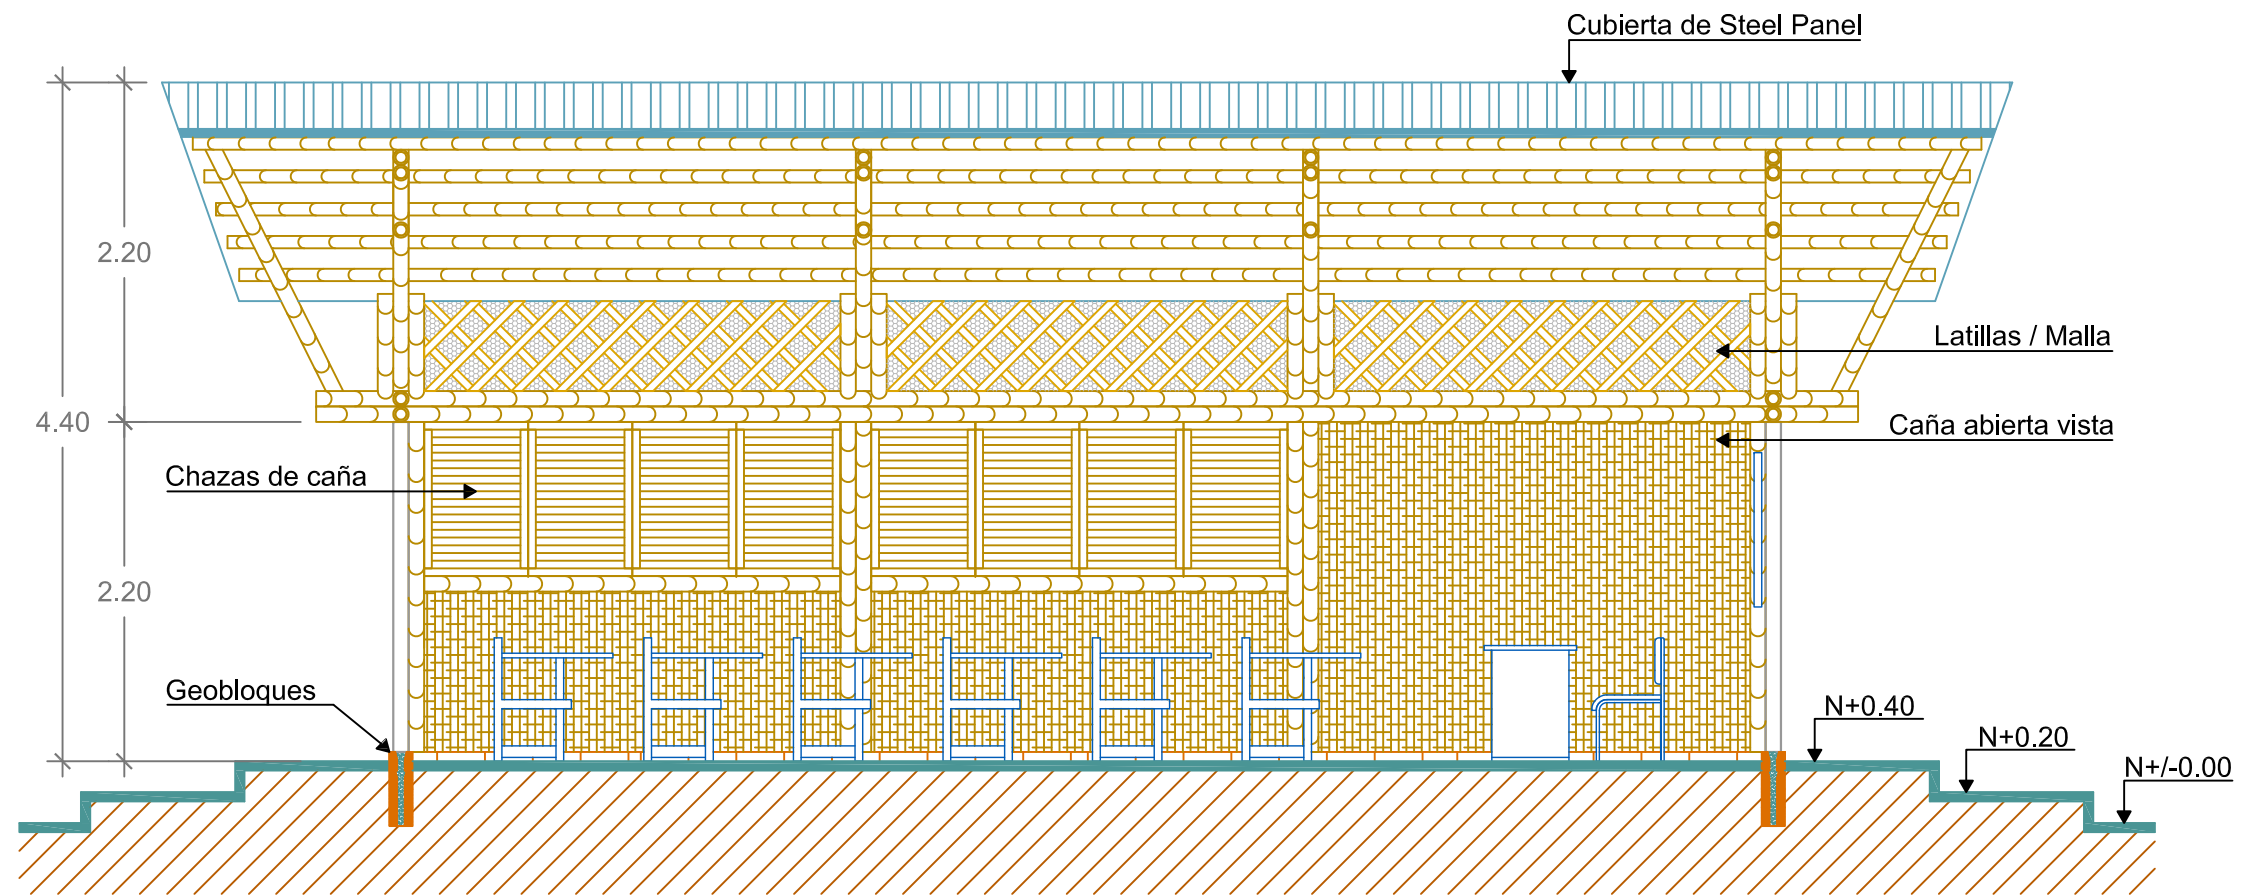 Cubierta de Steel Panel
2.20
Latillas / Malla
4.40
Caña abierta vista
Chazas de caña
2.20
Geobloques
N+0.40
N+0.20
N+/-0.00